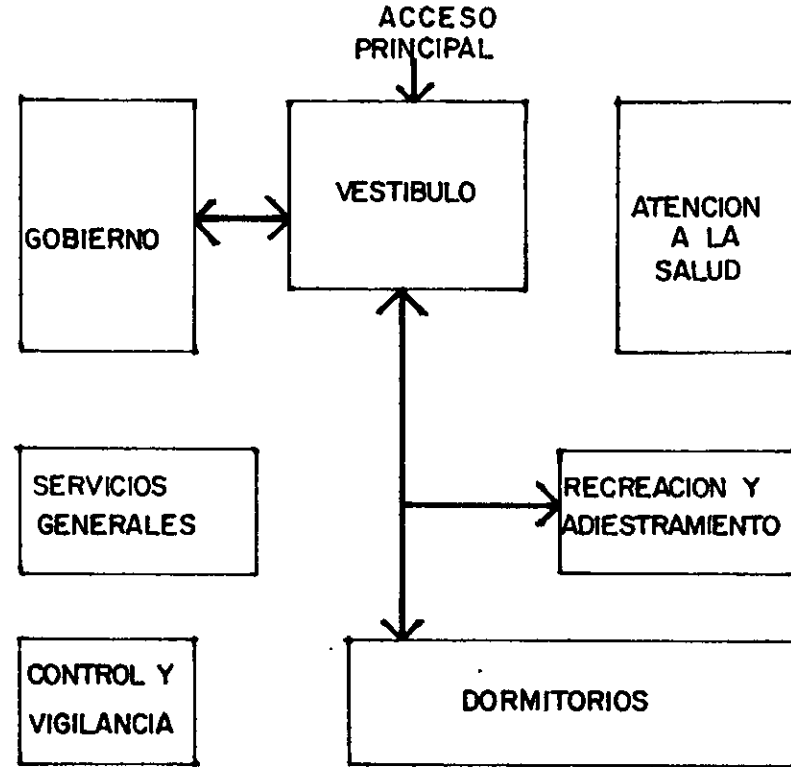 ACCESO
PRINCIPAL
GOBIERNO
VESTIBULO
ATENCION
A LA
SALUD
SERVICIOS
GENERALES
RECREACION Y
ADIESTRAMIENTO
CONTROL Y
VIGILANCIA
DORMITORIOS